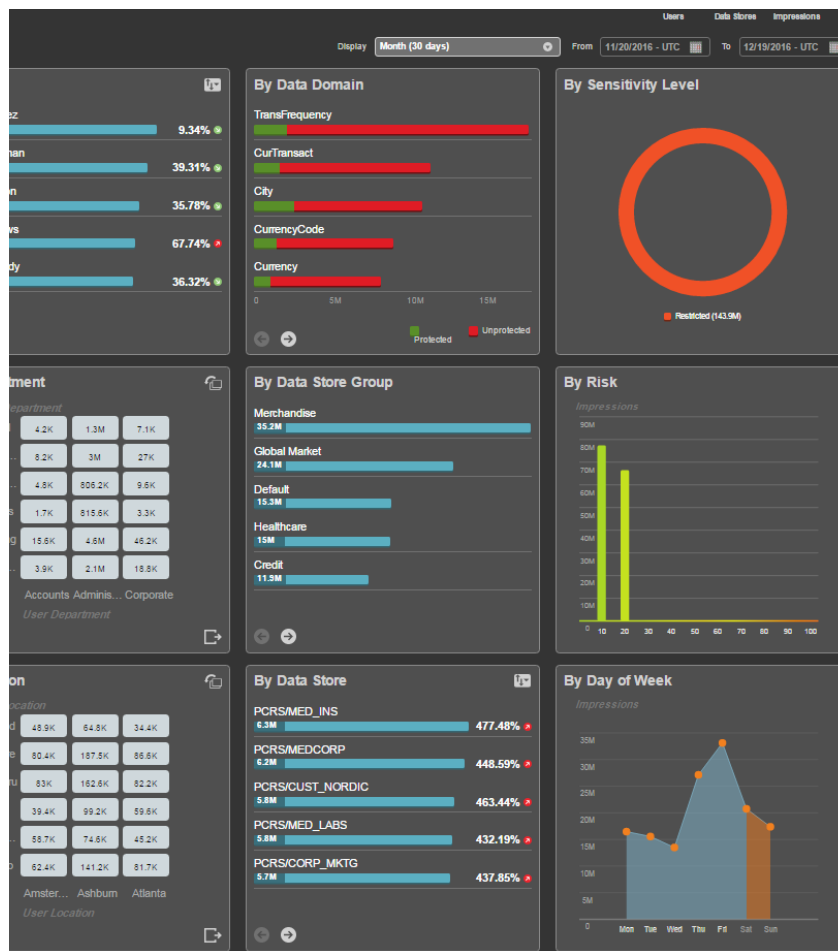 Users Data Stores Impressions
Display Month (30 days) From 11/20/2016 - UTC To 12/19/2016 - UTC
ez
9.34%
man
39.31%
on
35.78%
ws
67.74%
dy
36.32%
By Data Domain
TransFrequency
CurTransact
City
CurrencyCode
Currency
0 5M 10M 15M
Protected Unprotected
By Sensitivity Level
Restricted (143.9M)
tment
Department
4.2K 1.3M 7.1K
8.2K 3M 27K
4.8K 806.2K 9.6K
s 1.7K 815.6K 3.3K
g 15.6K 4.6M 46.2K
3.9K 2.1M 18.8K
Accounts Adminis... Corporate
User Department
By Data Store Group
Merchandise
35.2M
Global Market
24.1M
Default
15.3M
Healthcare
15M
Credit
11.9M
By Risk
Impressions
90M
80M
70M
60M
50M
40M
30M
20M
10M
0
10 20 30 40 50 60 70 80 90 100
on
ocation
d 48.9K 64.8K 34.4K
e 80.4K 187.5K 86.6K
ru 83K 162.6K 82.2K
39.4K 99.2K 59.6K
... 58.7K 74.6K 45.2K
o 62.4K 141.2K 81.7K
Amster... Ashburn Atlanta
User Location
By Data Store
PCRS/MED_INS
6.3M 477.48%
PCRS/MEDCORP
6.2M 448.59%
PCRS/CUST_NORDIC
5.8M 463.44%
PCRS/MED_LABS
5.8M 432.19%
PCRS/CORP_MKTG
5.7M 437.85%
By Day of Week
Impressions
35M
30M
25M
20M
15M
10M
5M
0
Mon Tue Wed Thu Fri Sat Sun